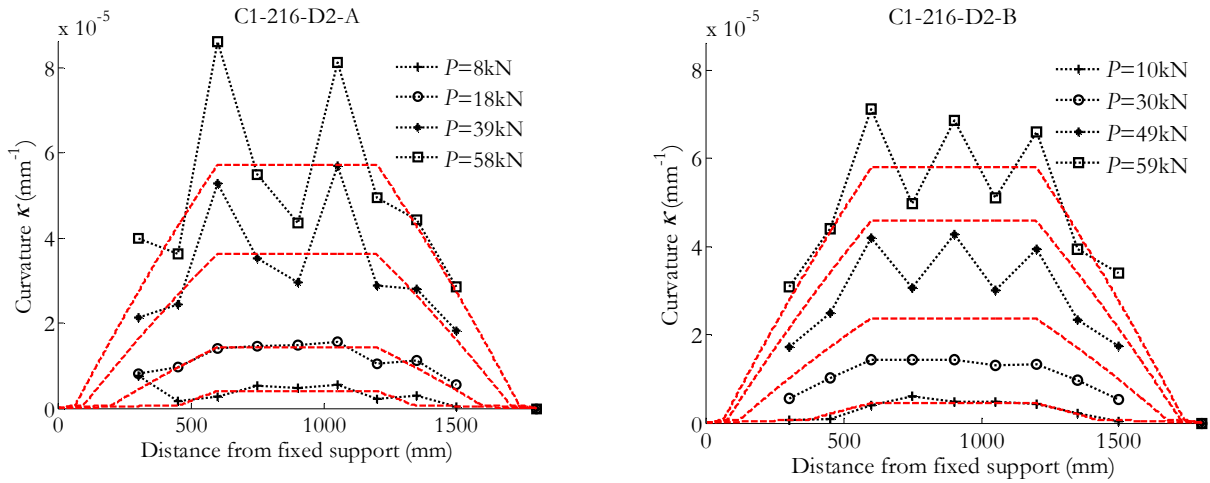 C1-216-D2-A
x 10⁻⁵
8
6
4
2
0
0
500
1000
1500
Curvature κ (mm⁻¹)
Distance from fixed support (mm)
P=8kN
P=18kN
P=39kN
P=58kN
C1-216-D2-B
x 10⁻⁵
8
6
4
2
0
0
500
1000
1500
Curvature κ (mm⁻¹)
Distance from fixed support (mm)
P=10kN
P=30kN
P=49kN
P=59kN